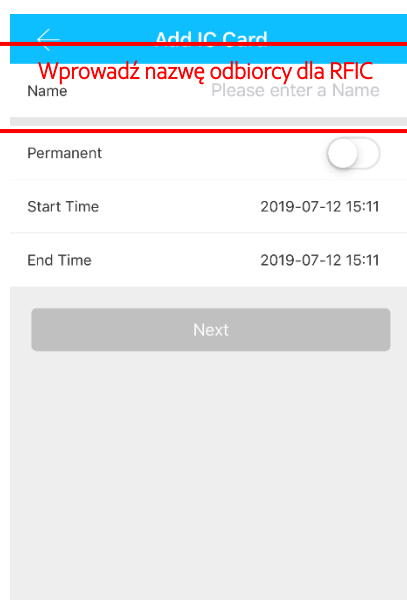 Add IC Card
Wprowadź nazwę odbiorcy dla RFIC
Name Please enter a Name
Permanent
Start Time 2019-07-12 15:11
End Time 2019-07-12 15:11
Next